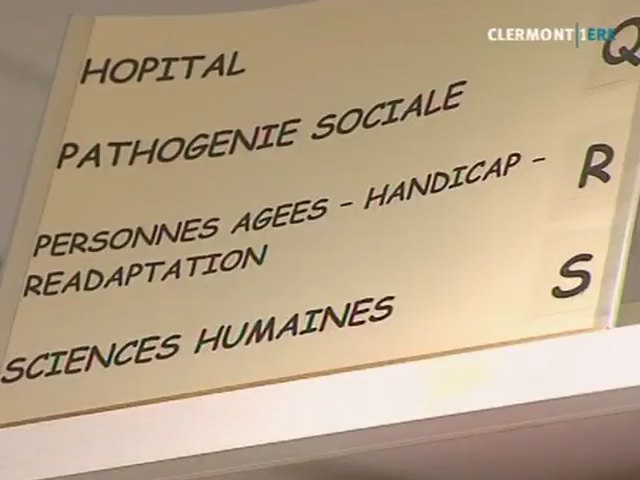 CLERMONT 1ERE
HOPITAL Q
PATHOGENIE SOCIALE
PERSONNES AGEES - HANDICAP - R
READAPTATION
SCIENCES HUMAINES S